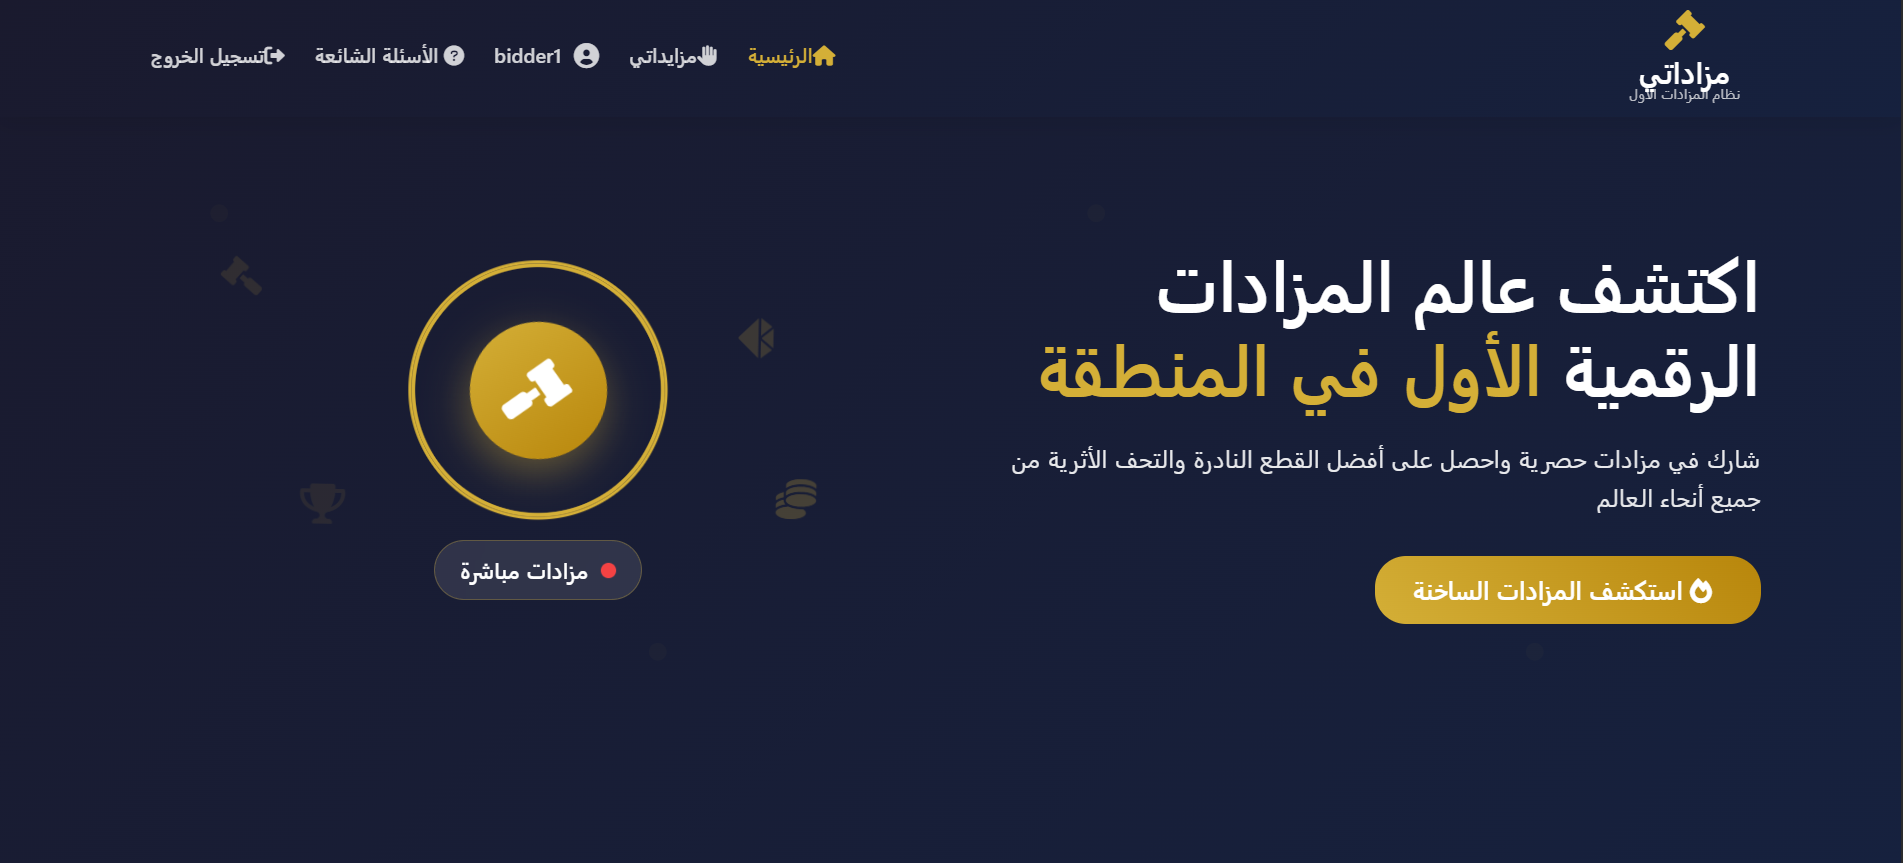 مزاداتي
نظام المزادات الأول
الرئيسية
مزايداتي
bidder1
الأسئلة الشائعة
تسجيل الخروج
اكتشف عالم المزادات
الرقمية الأول في المنطقة
شارك في مزادات حصرية واحصل على أفضل القطع النادرة والتحف الأثرية من
جميع أنحاء العالم
استكشف المزادات الساخنة
مزادات مباشرة